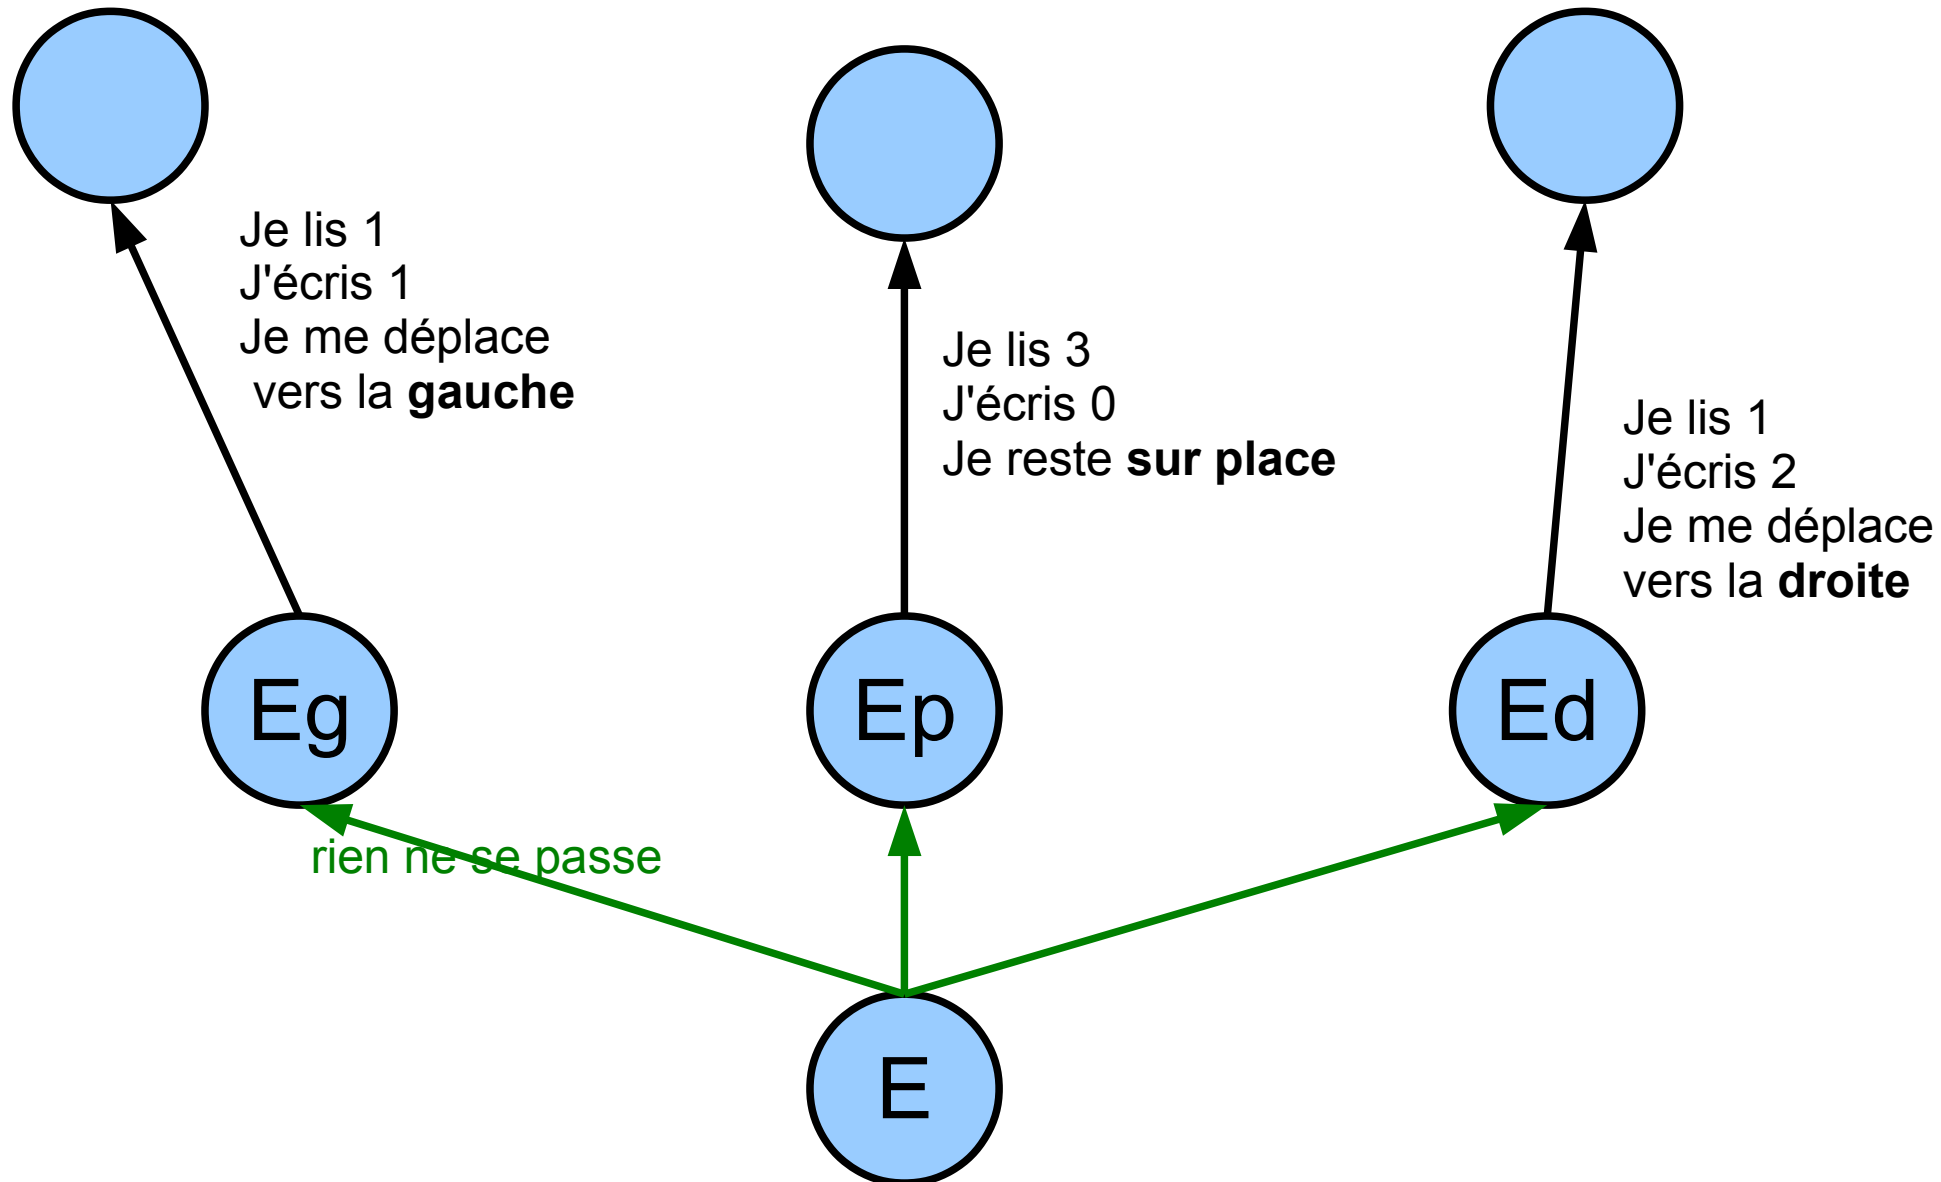 Je lis 1
J'écris 1
Je me déplace
vers la gauche
Je lis 3
J'écris 0
Je reste sur place
Je lis 1
J'écris 2
Je me déplace
vers la droite
Eg
Ep
Ed
rien ne se passe
E